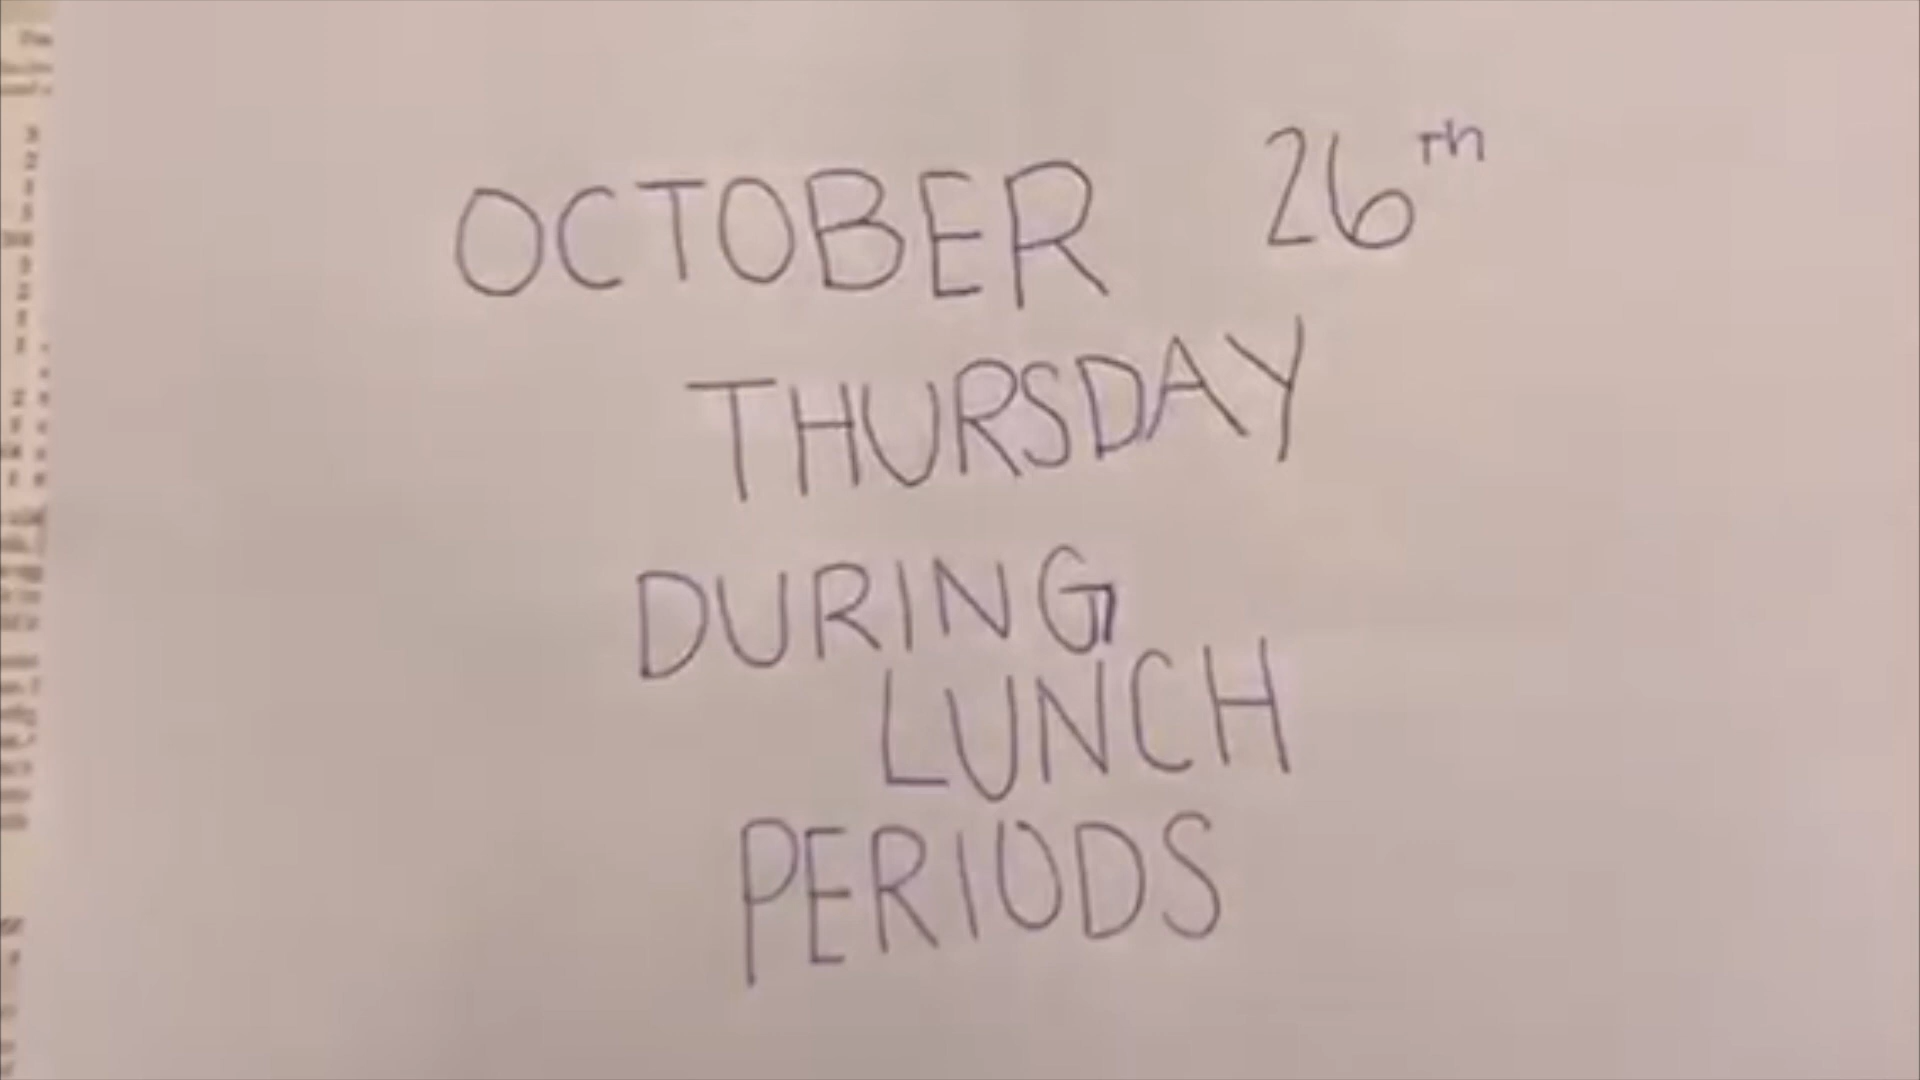 OCTOBER 26th
THURSDAY
DURING
LUNCH
PERIODS